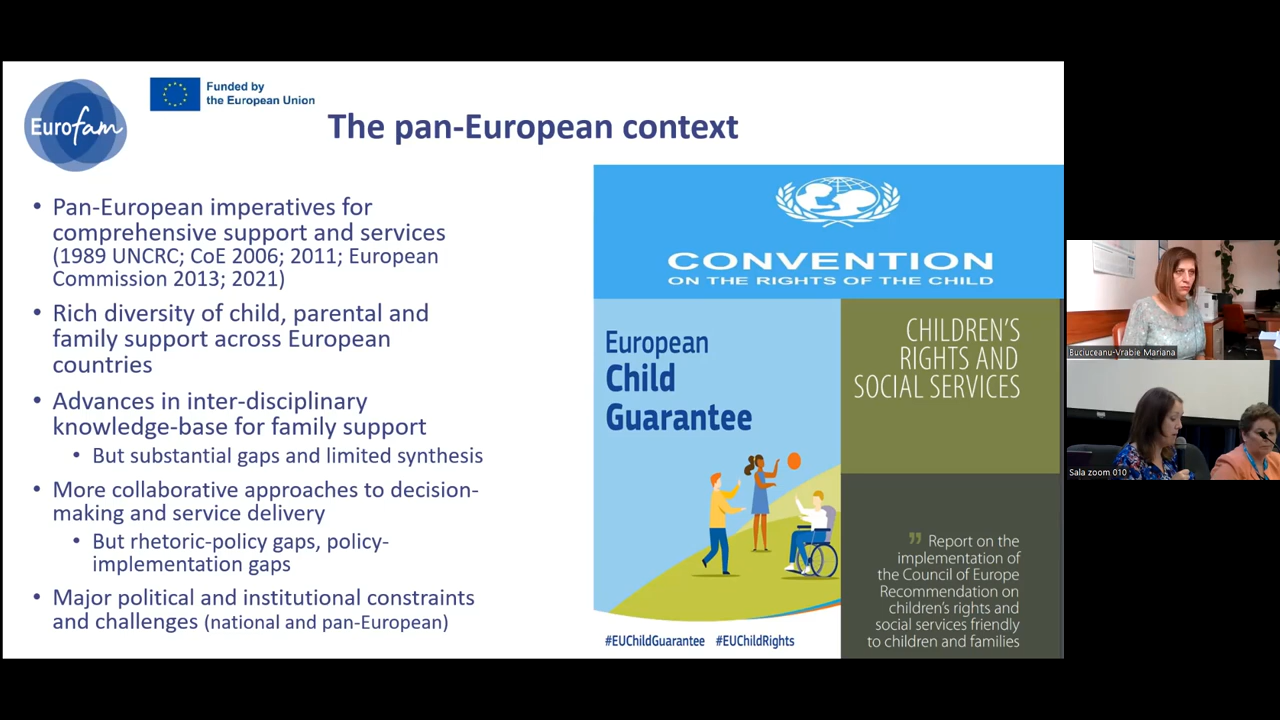 Eurofam
Funded by
the European Union
The pan-European context
• Pan-European imperatives for
comprehensive support and services
(1989 UNCRC; CoE 2006; 2011; European
Commission 2013; 2021)
• Rich diversity of child, parental and
family support across European
countries
• Advances in inter-disciplinary
knowledge-base for family support
• But substantial gaps and limited synthesis
• More collaborative approaches to decision-
making and service delivery
• But rhetoric-policy gaps, policy-
implementation gaps
• Major political and institutional constraints
and challenges (national and pan-European)
CONVENTION
ON THE RIGHTS OF THE CHILD
European
Child
Guarantee
#EUChildGuarantee #EUChildRights
CHILDREN'S
RIGHTS AND
SOCIAL SERVICES
” Report on the
implementation of
the Council of Europe
Recommendation on
children's rights and
social services friendly
to children and families
Buciuceanu-Vrabie Mariana
Sala zoom 010